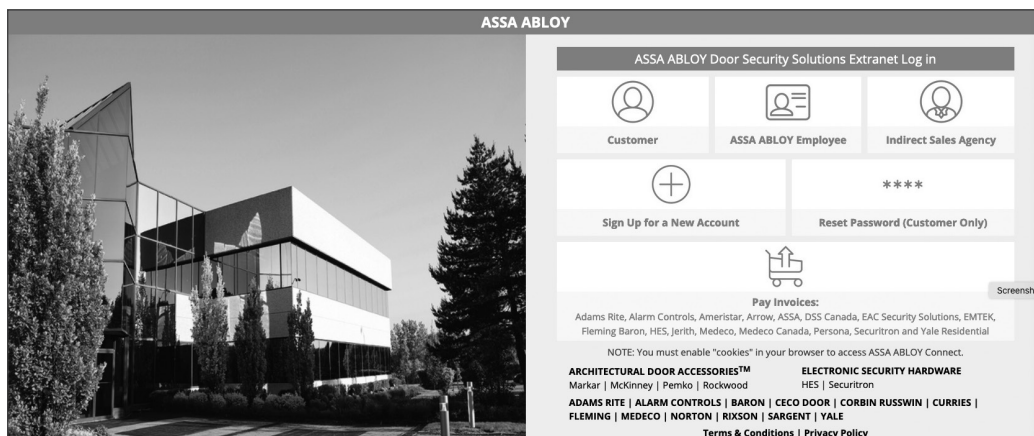 ASSA ABLOY
ASSA ABLOY Door Security Solutions Extranet Log in
Customer
ASSA ABLOY Employee
Indirect Sales Agency
****
Sign Up for a New Account
Reset Password (Customer Only)
Pay Invoices:
Adams Rite, Alarm Controls, Ameristar, Arrow, ASSA, DSS Canada, EAC Security Solutions, EMTEK,
Fleming Baron, HES, Jerith, Medeco, Medeco Canada, Persona, Securitron and Yale Residential
Screensh
NOTE: You must enable "cookies" in your browser to access ASSA ABLOY Connect.
ARCHITECTURAL DOOR ACCESSORIES™
Markar | McKinney | Pemko | Rockwood
ELECTRONIC SECURITY HARDWARE
HES | Securitron
ADAMS RITE | ALARM CONTROLS | BARON | CECO DOOR | CORBIN RUSSWIN | CURRIES |
FLEMING | MEDECO | NORTON | RIXSON | SARGENT | YALE
Terms & Conditions | Privacy Policy